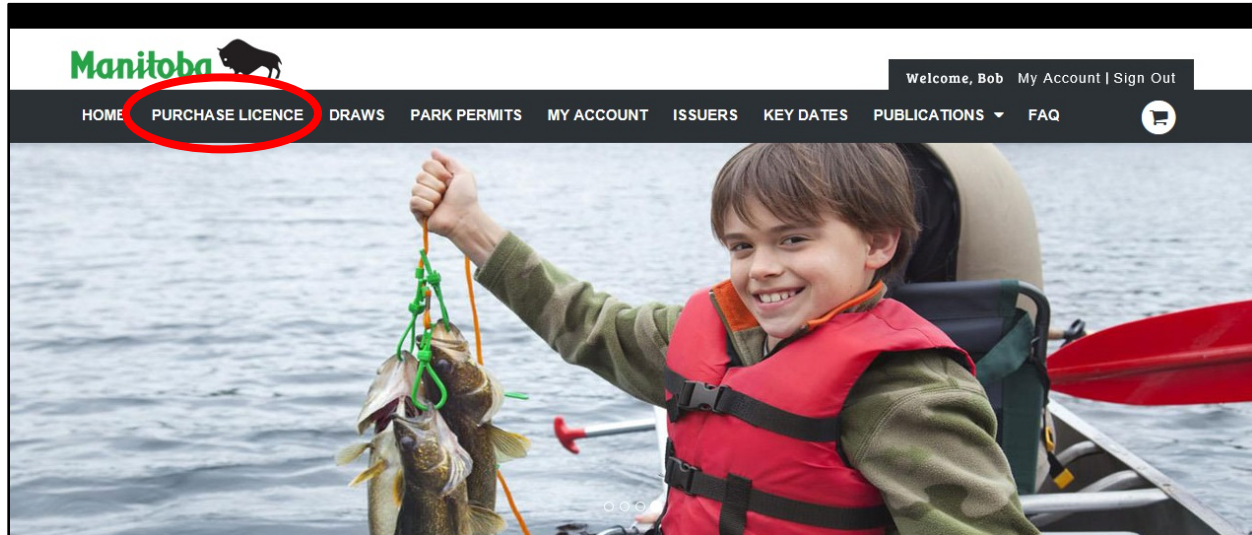 Manitoba
Welcome, Bob My Account | Sign Out
HOME PURCHASE LICENCE DRAWS PARK PERMITS MY ACCOUNT ISSUERS KEY DATES PUBLICATIONS FAQ